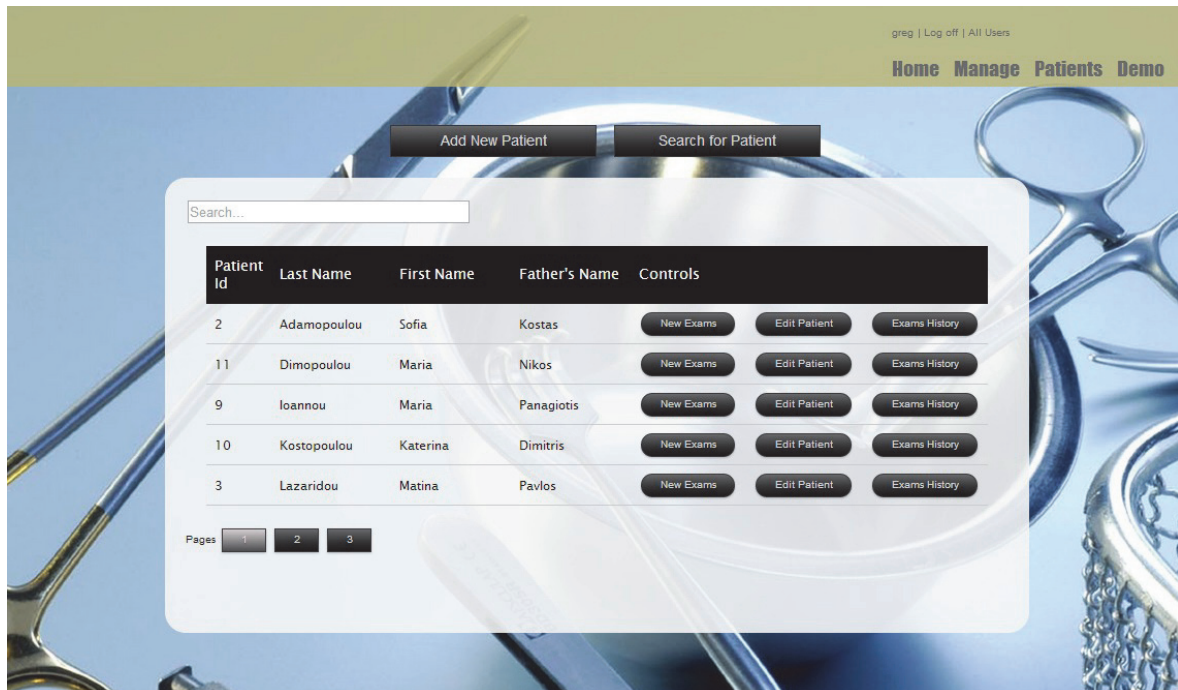 greg | Log off | All Users
Home Manage Patients Demo
Add New Patient Search for Patient
Search...
Patient Id Last Name First Name Father's Name Controls
2 Adamopoulou Sofia Kostas New Exams Edit Patient Exams History
11 Dimopoulou Maria Nikos New Exams Edit Patient Exams History
9 Ioannou Maria Panagiotis New Exams Edit Patient Exams History
10 Kostopoulou Katerina Dimitris New Exams Edit Patient Exams History
3 Lazaridou Matina Pavlos New Exams Edit Patient Exams History
Pages 1 2 3